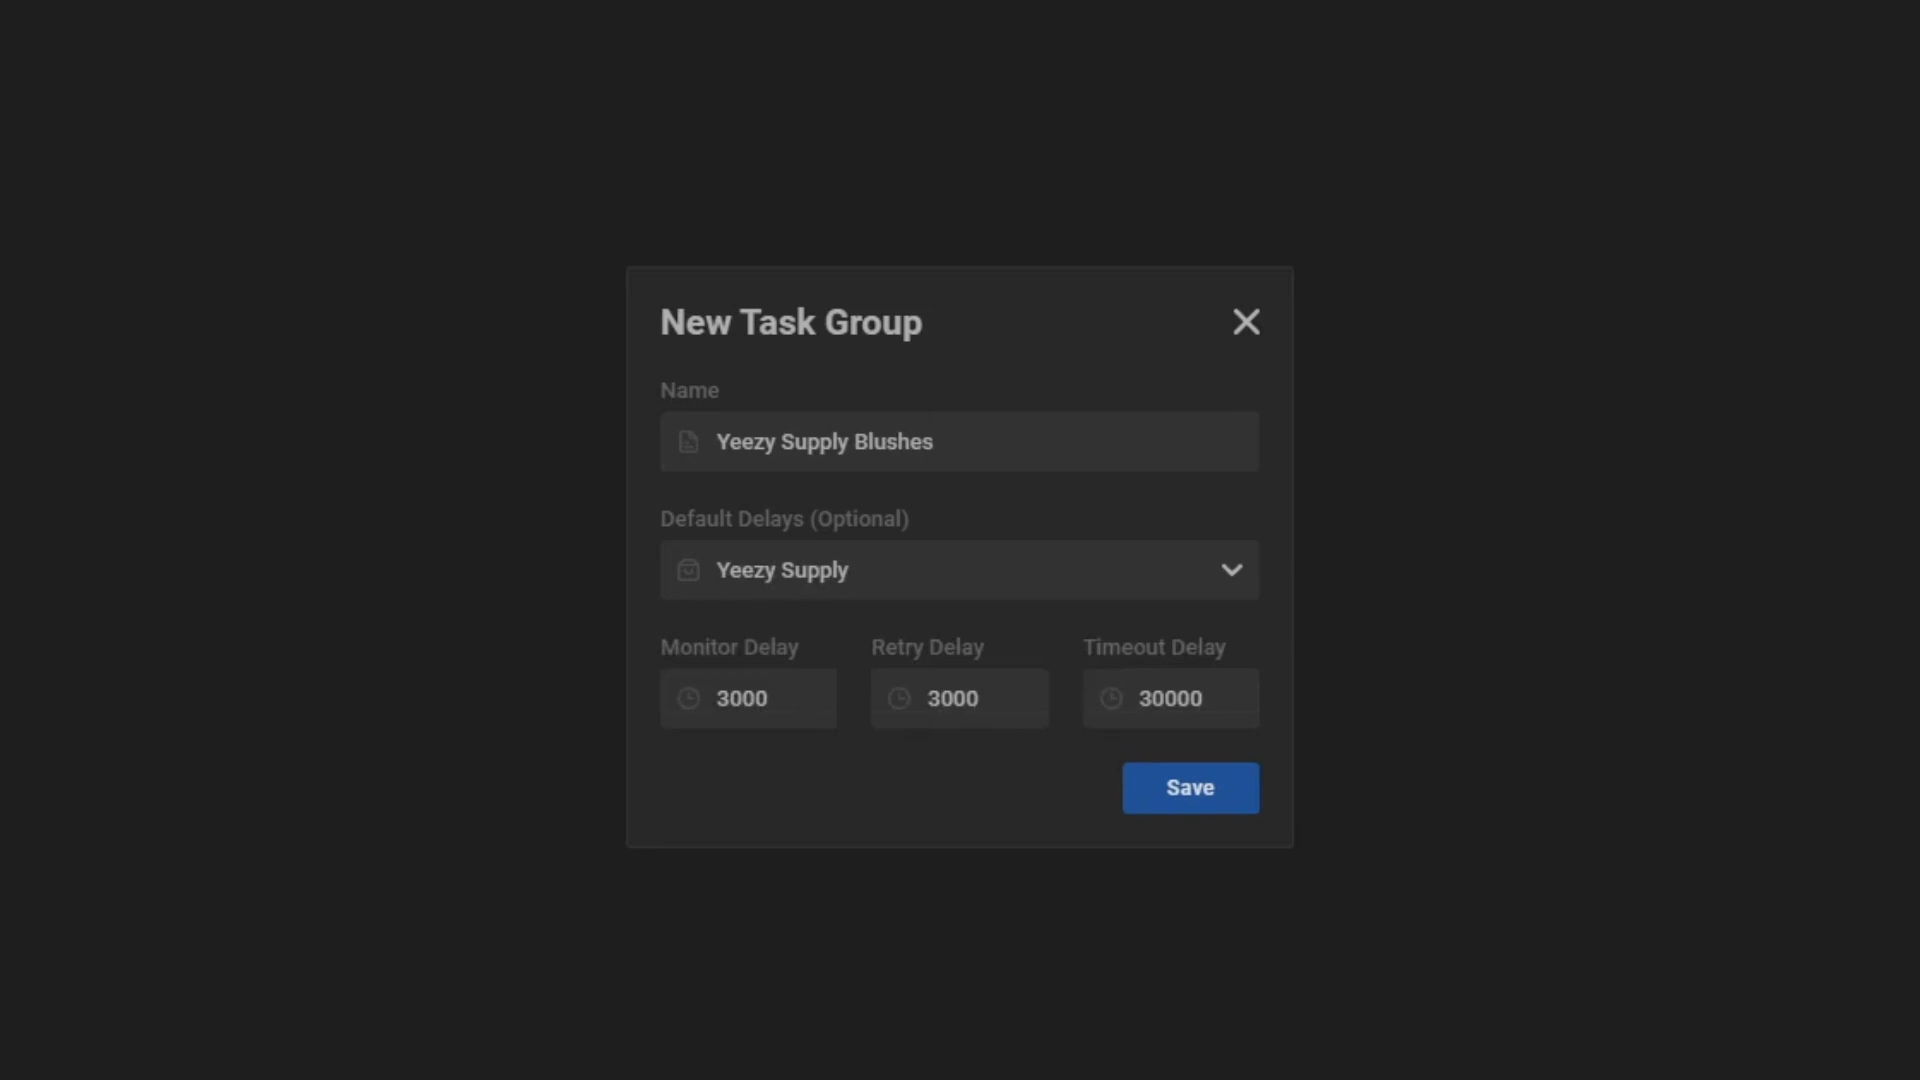 New Task Group
Name
Yeezy Supply Blushes
Default Delays (Optional)
Yeezy Supply
Monitor Delay Retry Delay Timeout Delay
3000 3000 30000
Save